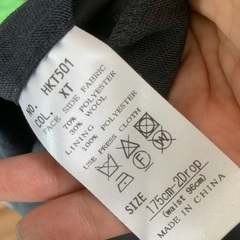 NO. HKT501
COL. XT
FACE SIDE FABRIC
70% POLYESTER
30% WOOL
LINING
100% POLYESTER
USE PRESS CLOTH
SIZE 175cm-2Drop
(waist 96cm)
MADE IN CHINA